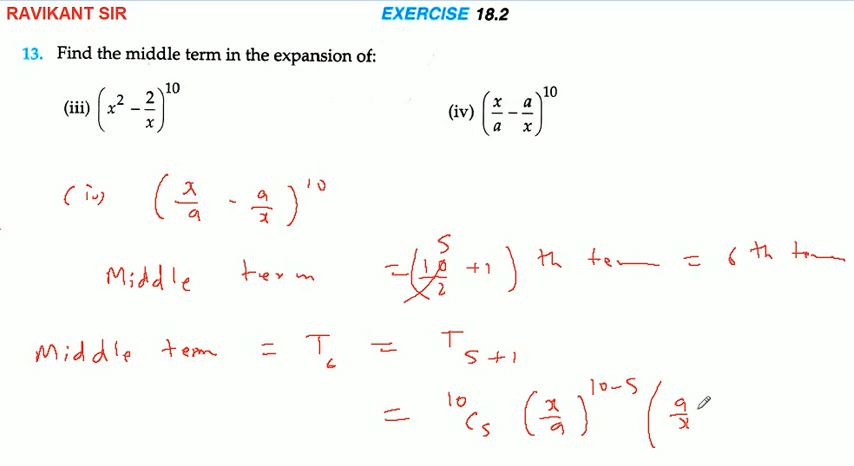 RAVIKANT SIR EXERCISE 18.2
13. Find the middle term in the expansion of:
(iii) (x² − 2/x)¹⁰ (iv) (x/a − a/x)¹⁰
(iv) (x/a - a/x)¹⁰
Middle term = (10/2 + 1) 5 th term = 6 th term
Middle term = T₆ = T₅₊₁
= ¹⁰C₅ (x/a)¹⁰⁻⁵ (a/x